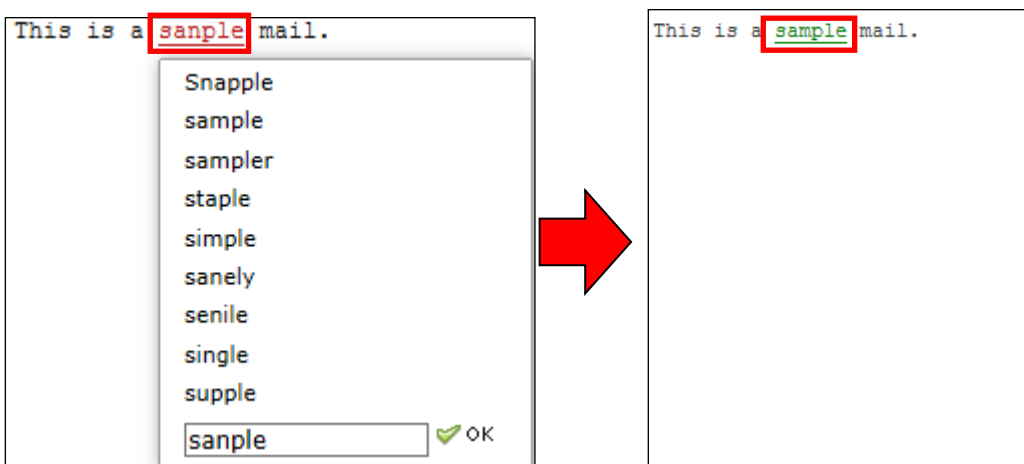 This is a sanple mail.
Snapple
sample
sampler
staple
simple
sanely
senile
single
supple
sanple OK
This is a sample mail.